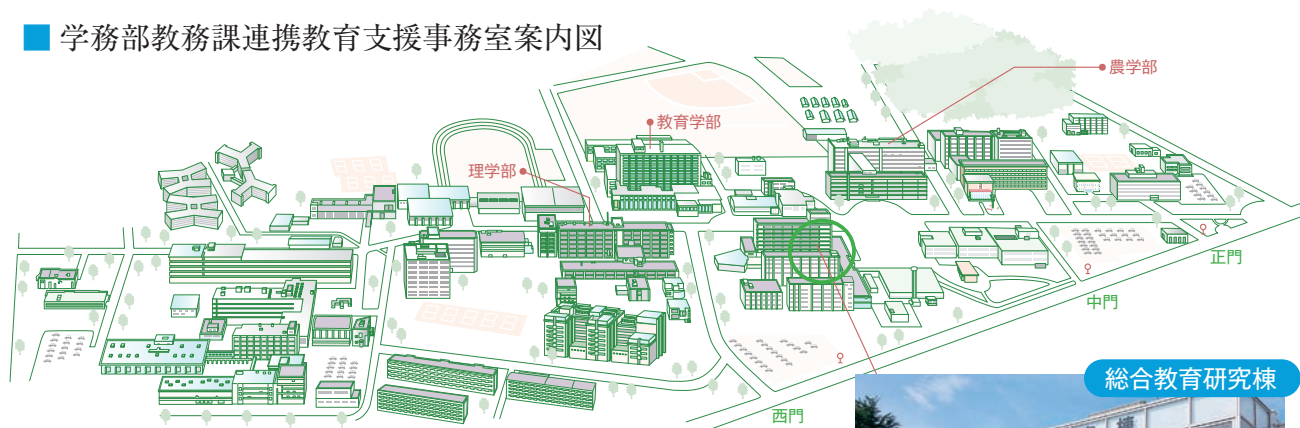 ■ 学務部教務課連携教育支援事務室案内図
農学部
教育学部
理学部
正門
中門
総合教育研究棟
西門